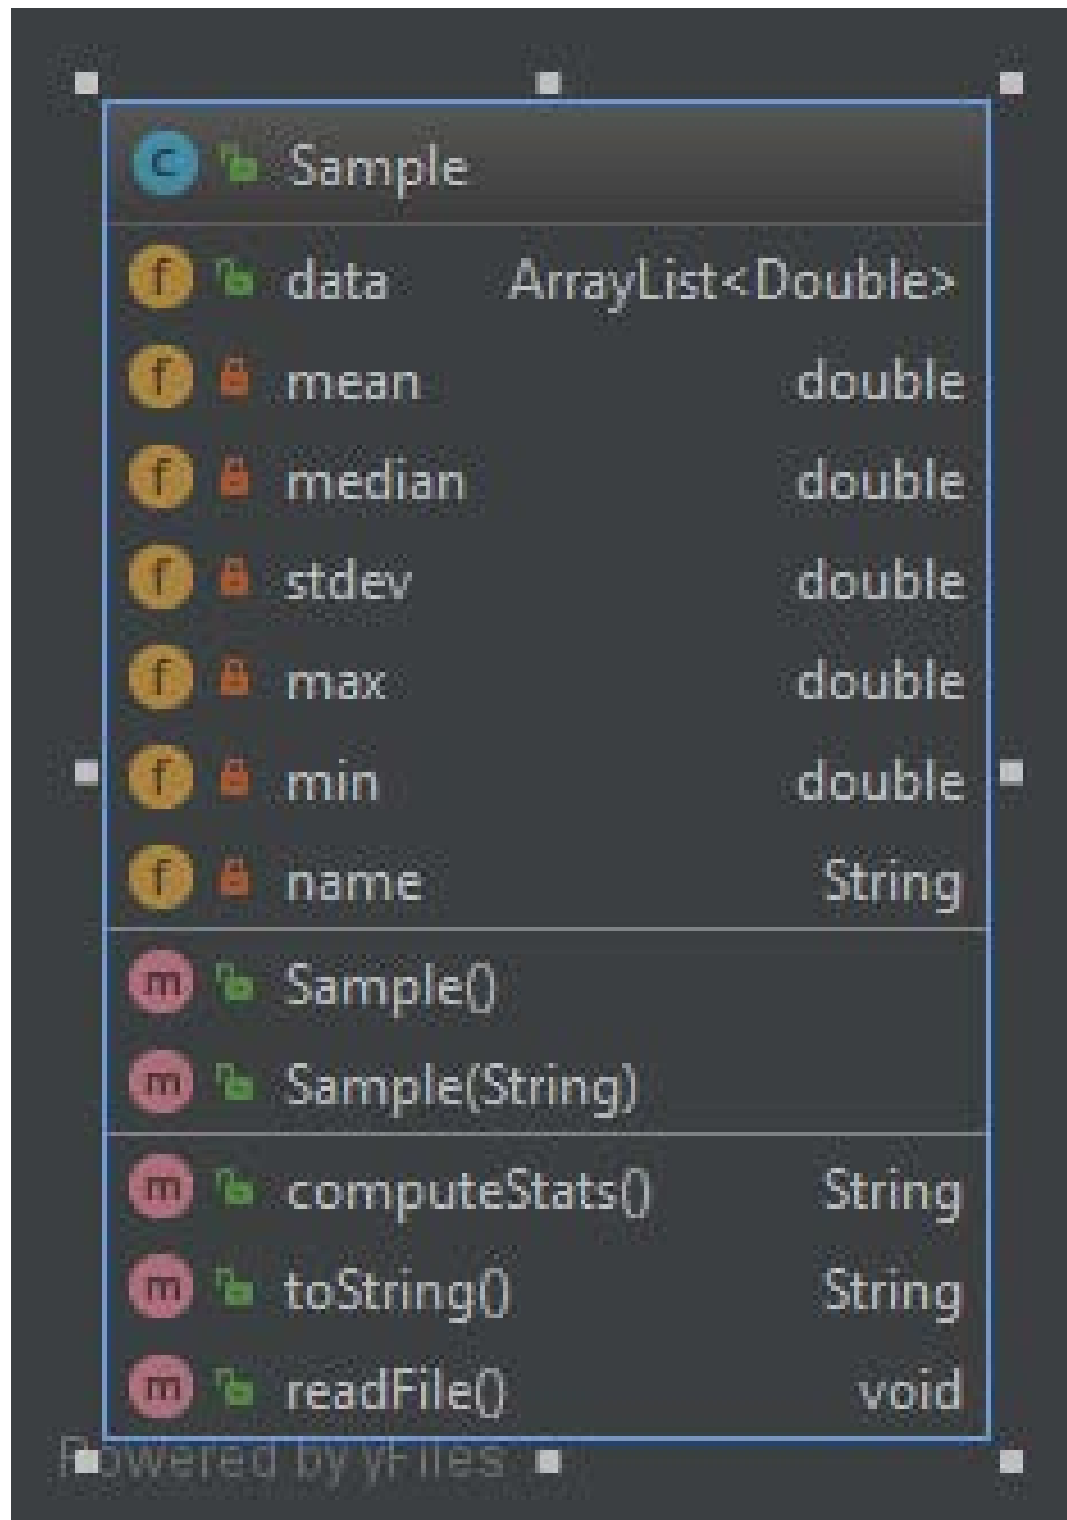 c Sample
f data ArrayList<Double>
f mean double
f median double
f stdev double
f max double
f min double
f name String
m Sample()
m Sample(String)
m computeStats() String
m toString() String
m readFile() void
Powered by yFiles